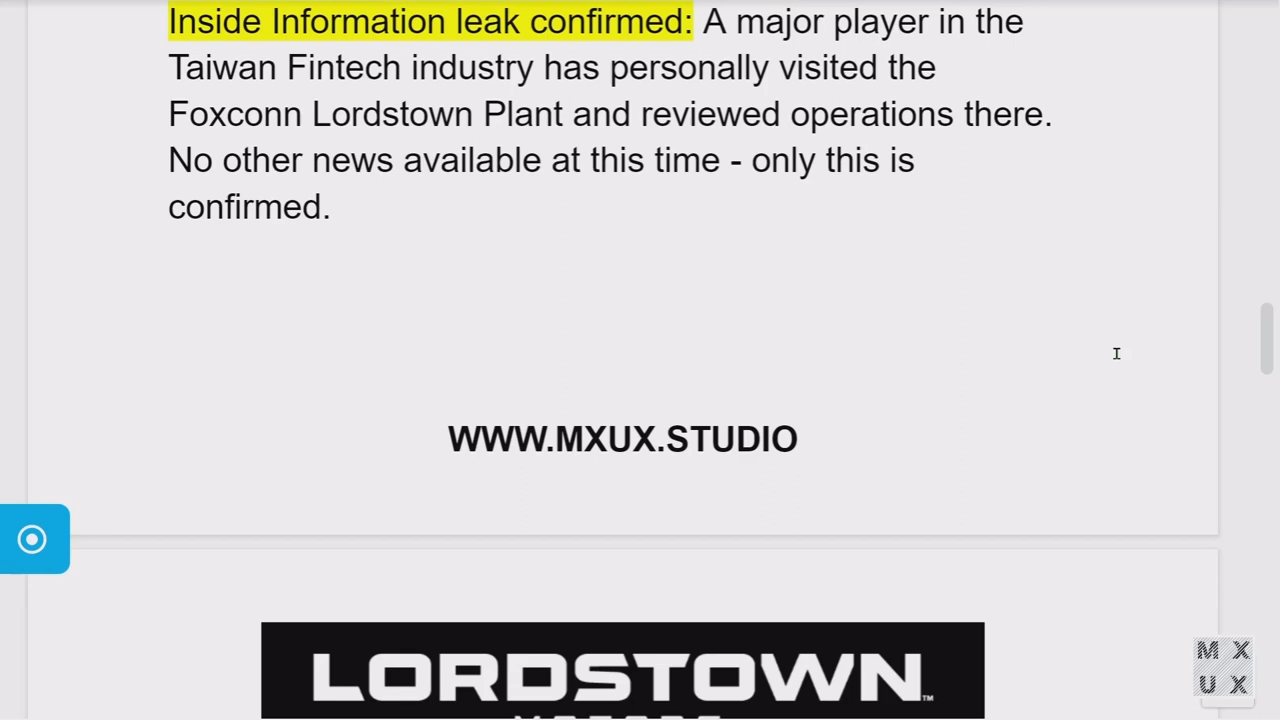 Inside Information leak confirmed: A major player in the
Taiwan Fintech industry has personally visited the
Foxconn Lordstown Plant and reviewed operations there.
No other news available at this time - only this is
confirmed.
WWW.MXUX.STUDIO
LORDSTOWN™
M X
U X